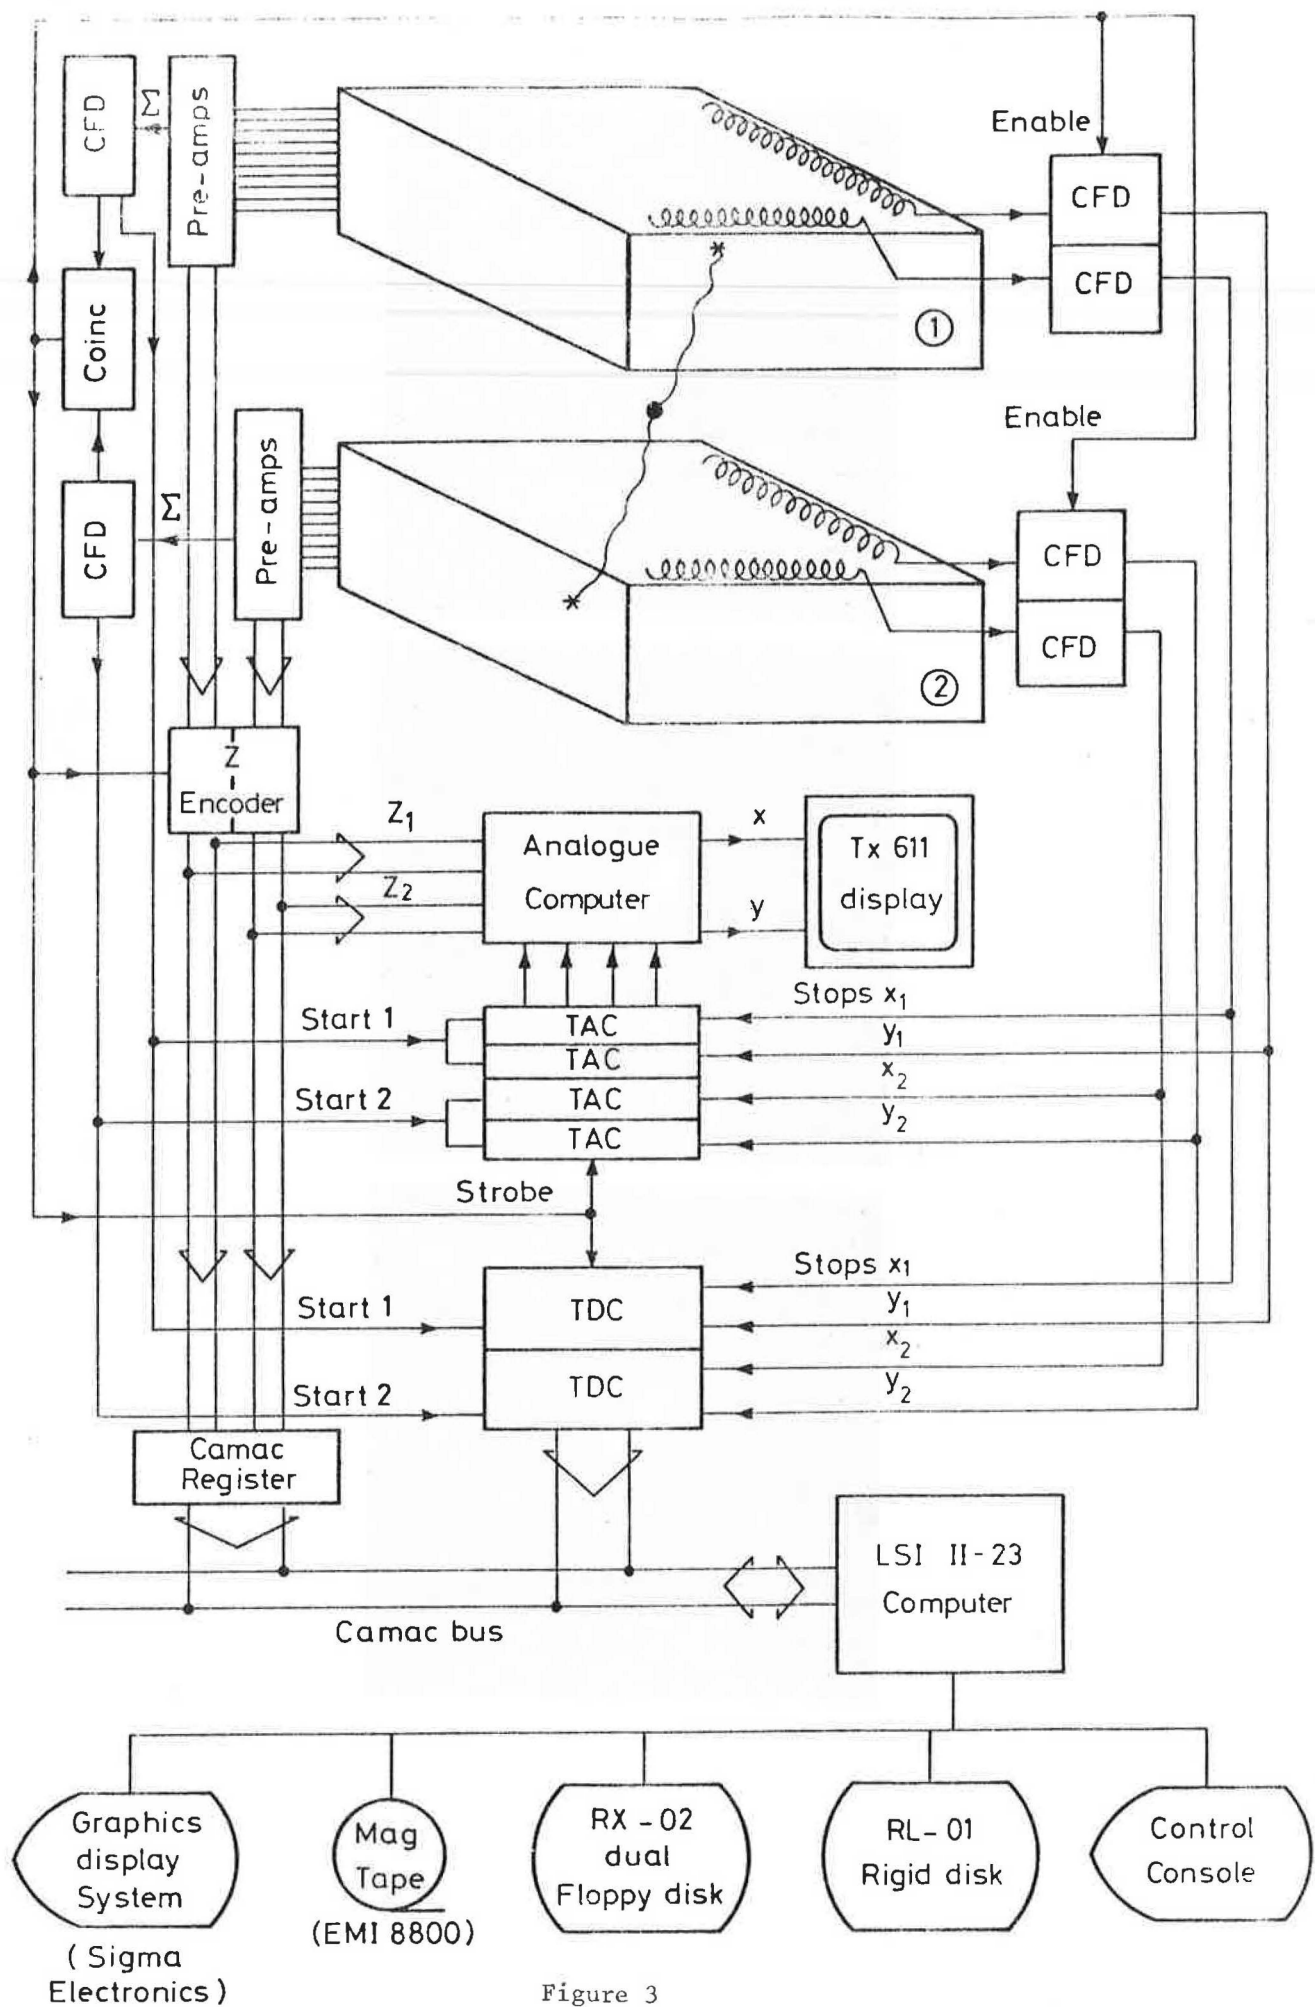 CFD
Σ
Pre-amps
Enable
CFD
CFD
①
Coinc
Enable
CFD
Σ
Pre-amps
CFD
CFD
②
Z
Encoder
Z1
Z2
Analogue
Computer
x
y
Tx 611
display
Start 1
Start 2
TAC
TAC
TAC
TAC
Stops x1
y1
x2
y2
Strobe
Start 1
Start 2
TDC
TDC
Stops x1
y1
x2
y2
Camac
Register
LSI II-23
Computer
Camac bus
Graphics
display
System
(Sigma
Electronics)
Mag
Tape
(EMI 8800)
RX-02
dual
Floppy disk
RL-01
Rigid disk
Control
Console
Figure 3